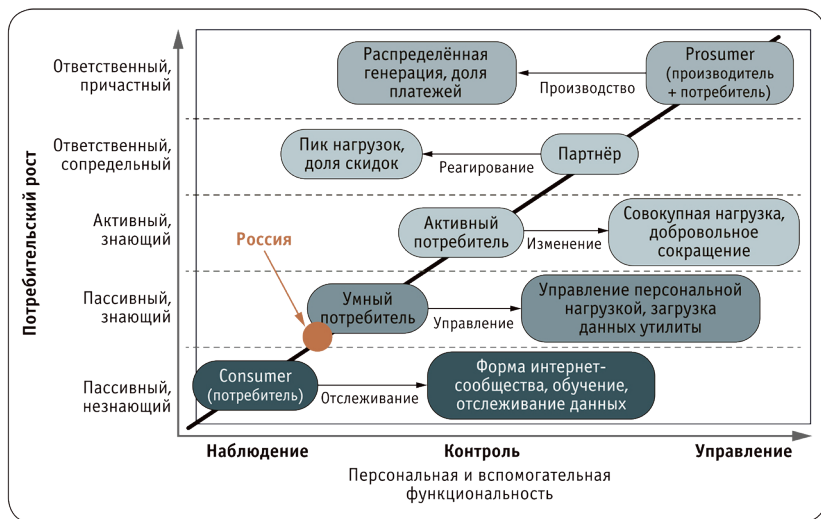 Потребительский рост
Ответственный,
причастный
Распределённая
генерация, доля
платежей
Производство
Prosumer
(производитель
+ потребитель)
Ответственный,
сопредельный
Пик нагрузок,
доля скидок
Реагирование
Партнёр
Активный,
знающий
Россия
Активный
потребитель
Изменение
Совокупная нагрузка,
добровольное
сокращение
Пассивный,
знающий
Умный
потребитель
Управление
Управление персональной
нагрузкой, загрузка
данных утилиты
Пассивный,
незнающий
Consumer
(потребитель)
Отслеживание
Форма интернет-
сообщества, обучение,
отслеживание данных
Наблюдение
Контроль
Управление
Персональная и вспомогательная
функциональность